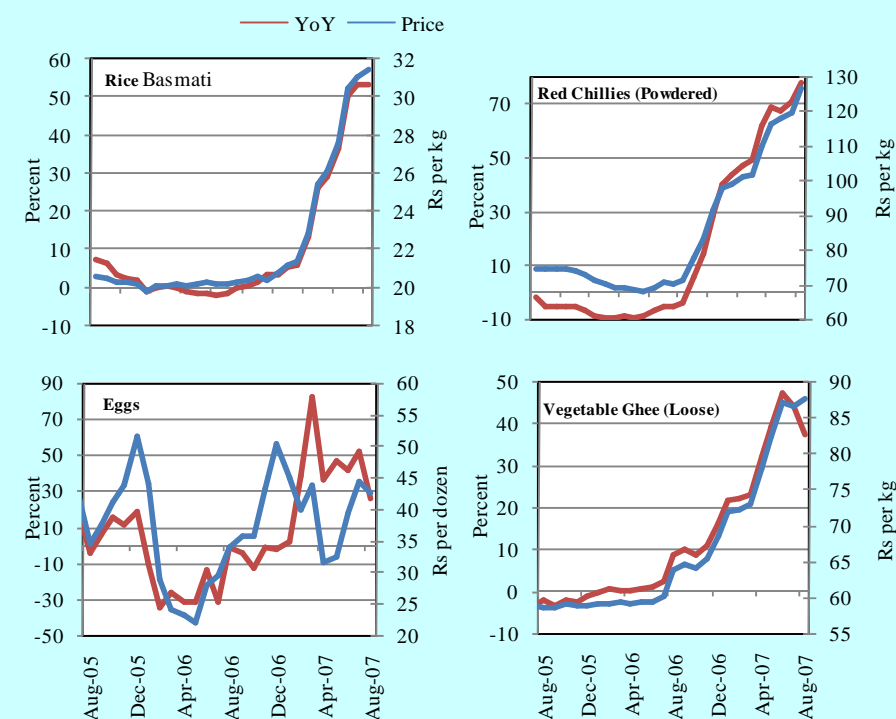 YoY Price
Rice Basmati
Percent
60
50
40
30
20
10
0
-10
32
30
28
26
24
22
20
18
Rs per kg
Red Chillies (Powdered)
Percent
70
50
30
10
-10
130
120
110
100
90
80
70
60
Rs per kg
Eggs
Percent
90
70
50
30
10
-10
-30
-50
60
55
50
45
40
35
30
25
20
Rs per dozen
Aug-05
Dec-05
Apr-06
Aug-06
Dec-06
Apr-07
Aug-07
Vegetable Ghee (Loose)
Percent
50
40
30
20
10
0
-10
90
85
80
75
70
65
60
55
Rs per kg
Aug-05
Dec-05
Apr-06
Aug-06
Dec-06
Apr-07
Aug-07